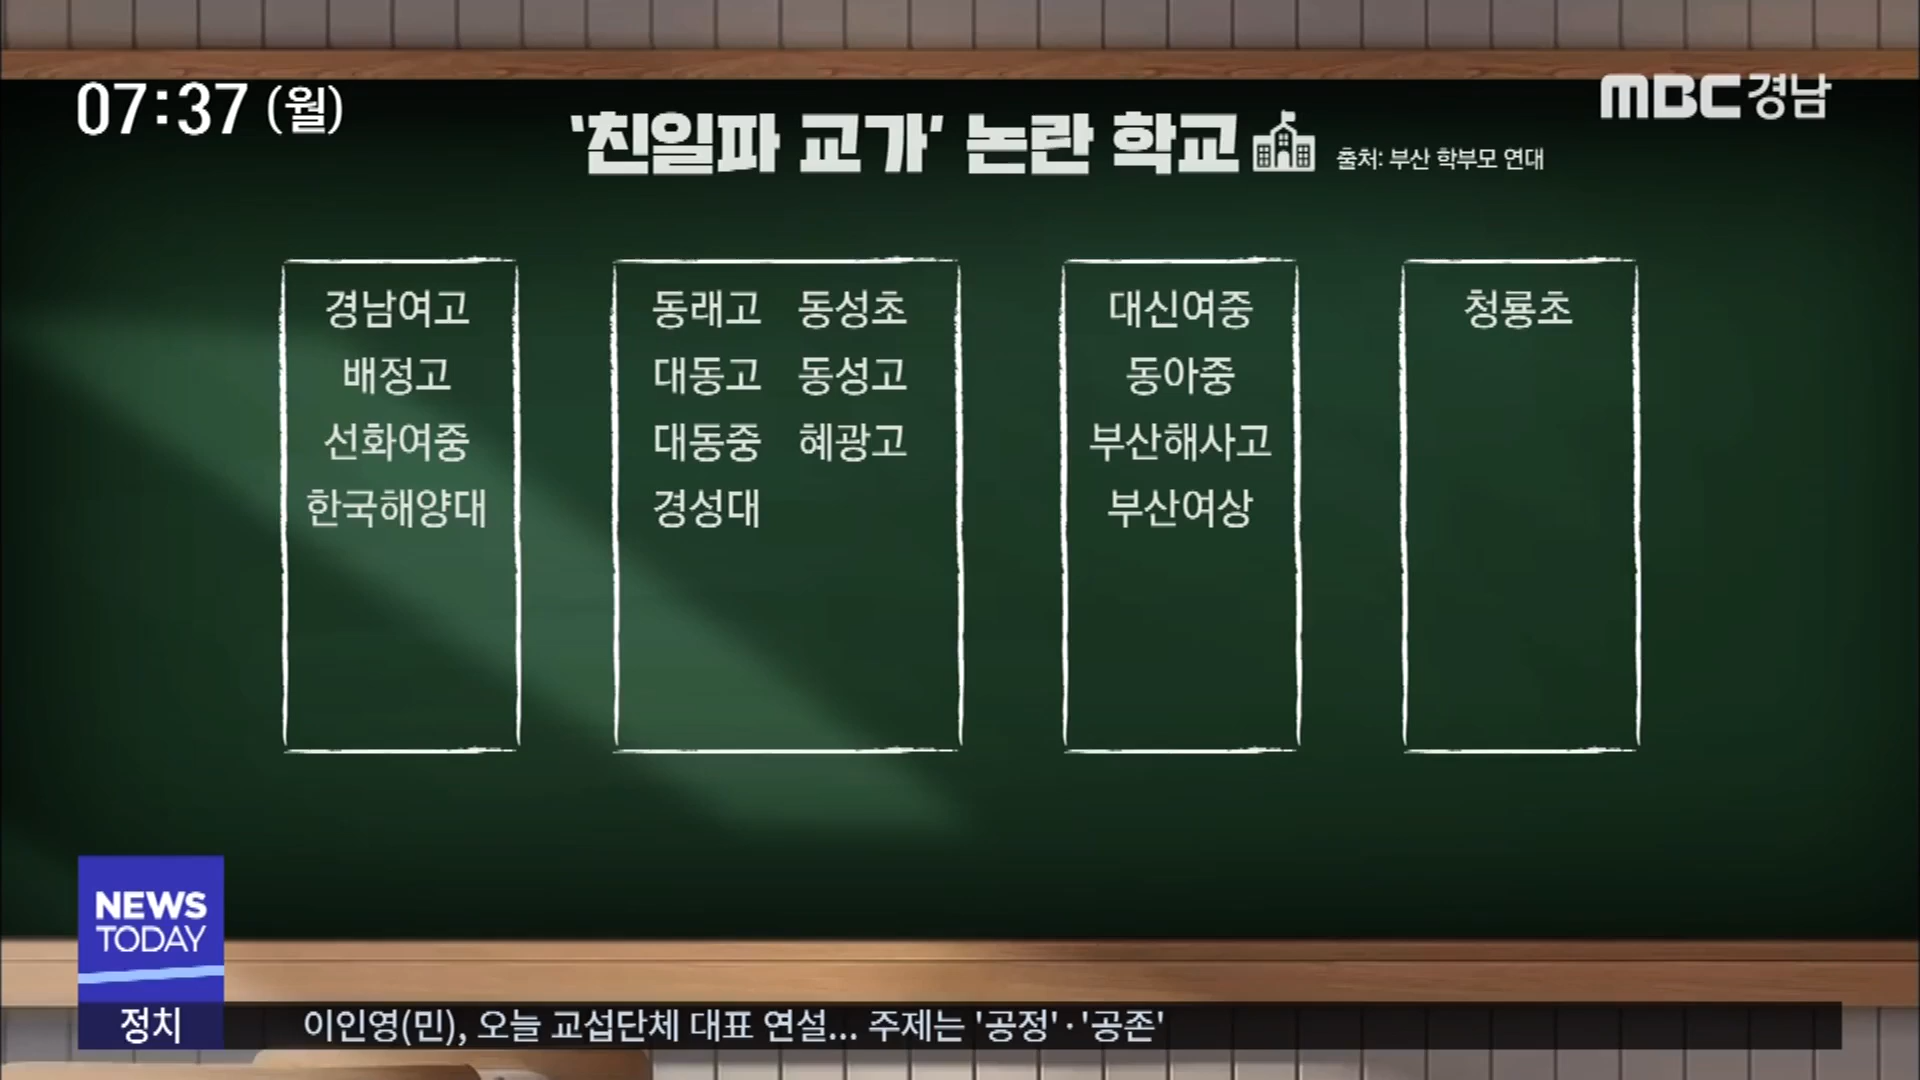 07:37 (월)
MBC경남
'친일파 교가' 논란 학교
출처: 부산 학부모 연대
경남여고
배정고
선화여중
한국해양대
동래고 동성초
대동고 동성고
대동중 혜광고
경성대
대신여중
동아중
부산해사고
부산여상
청룡초
NEWS
TODAY
정치
이인영(민), 오늘 교섭단체 대표 연설... 주제는 '공정'·'공존'